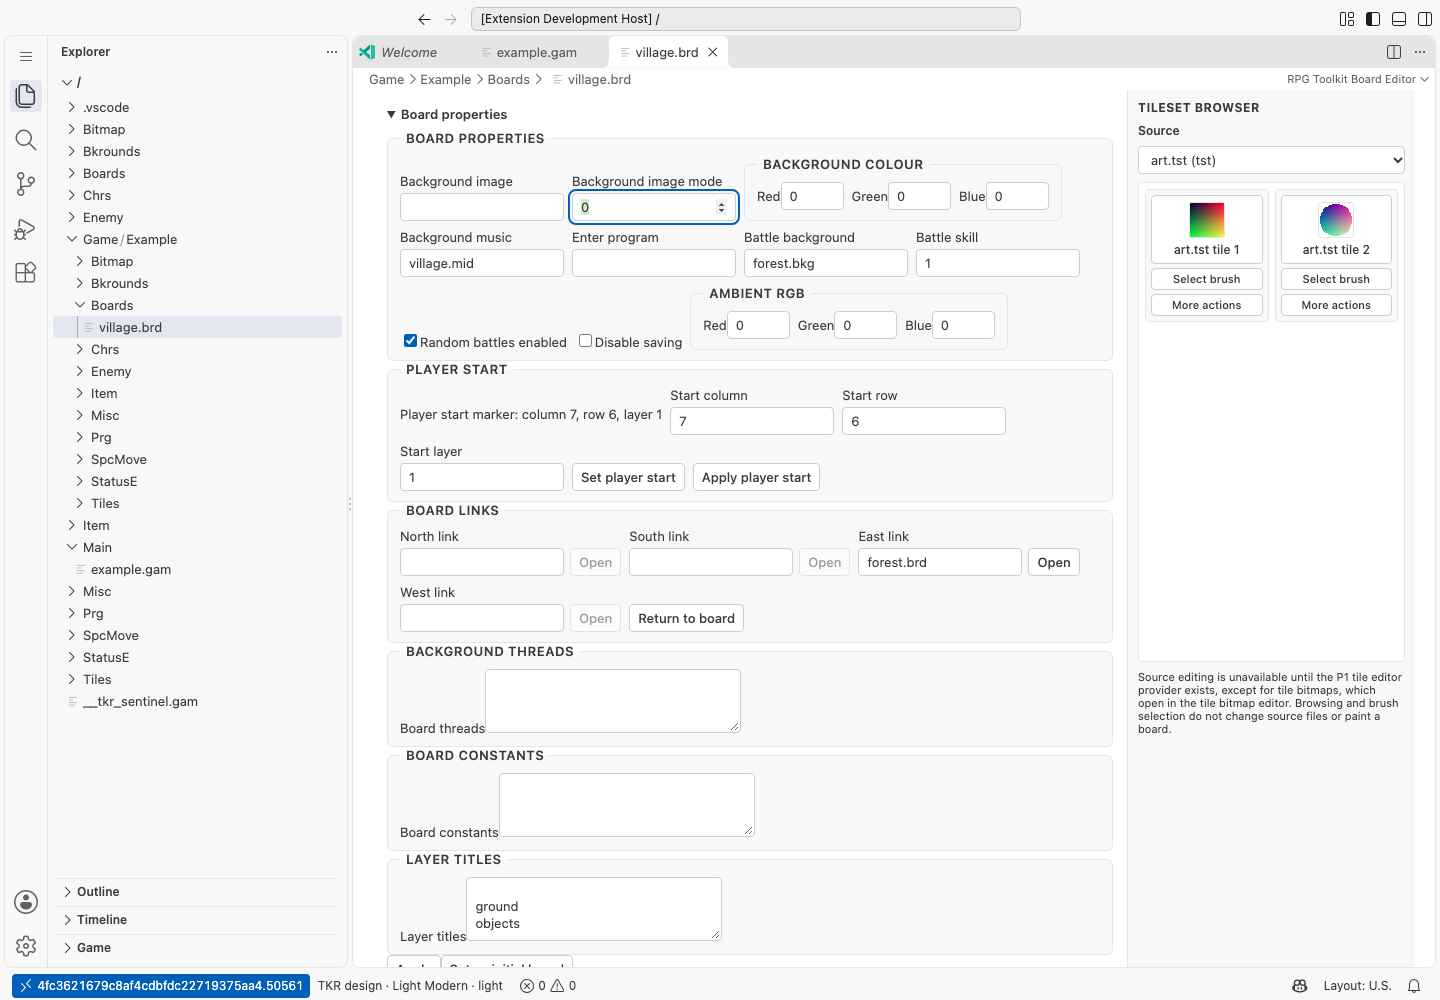 [Extension Development Host] /
Explorer
Welcome
example.gam
village.brd
Game > Example > Boards > village.brd
RPG Toolkit Board Editor
/
.vscode
Bitmap
Bkrounds
Boards
Chrs
Enemy
Game / Example
Bitmap
Bkrounds
Boards
village.brd
Chrs
Enemy
Item
Misc
Prg
SpcMove
StatusE
Tiles
Item
Main
example.gam
Misc
Prg
SpcMove
StatusE
Tiles
__tkr_sentinel.gam
Outline
Timeline
Game
Board properties
BOARD PROPERTIES
Background image
Background image mode
0
BACKGROUND COLOUR
Red 0 Green 0 Blue 0
Background music
Enter program
Battle background
Battle skill
village.mid
forest.bkg
1
AMBIENT RGB
Red 0 Green 0 Blue 0
Random battles enabled
Disable saving
PLAYER START
Player start marker: column 7, row 6, layer 1
Start column
7
Start row
6
Start layer
1
Set player start
Apply player start
BOARD LINKS
North link
Open
South link
Open
East link
forest.brd
Open
West link
Open
Return to board
BACKGROUND THREADS
Board threads
BOARD CONSTANTS
Board constants
LAYER TITLES
ground
objects
Layer titles
TILESET BROWSER
Source
art.tst (tst)
art.tst tile 1
Select brush
More actions
art.tst tile 2
Select brush
More actions
Source editing is unavailable until the P1 tile editor
provider exists, except for tile bitmaps, which
open in the tile bitmap editor. Browsing and brush
selection do not change source files or paint a
board.
4fc3621679c8af4cdbfdc22719375aa4.50561
TKR design · Light Modern · light
0 0
Layout: U.S.